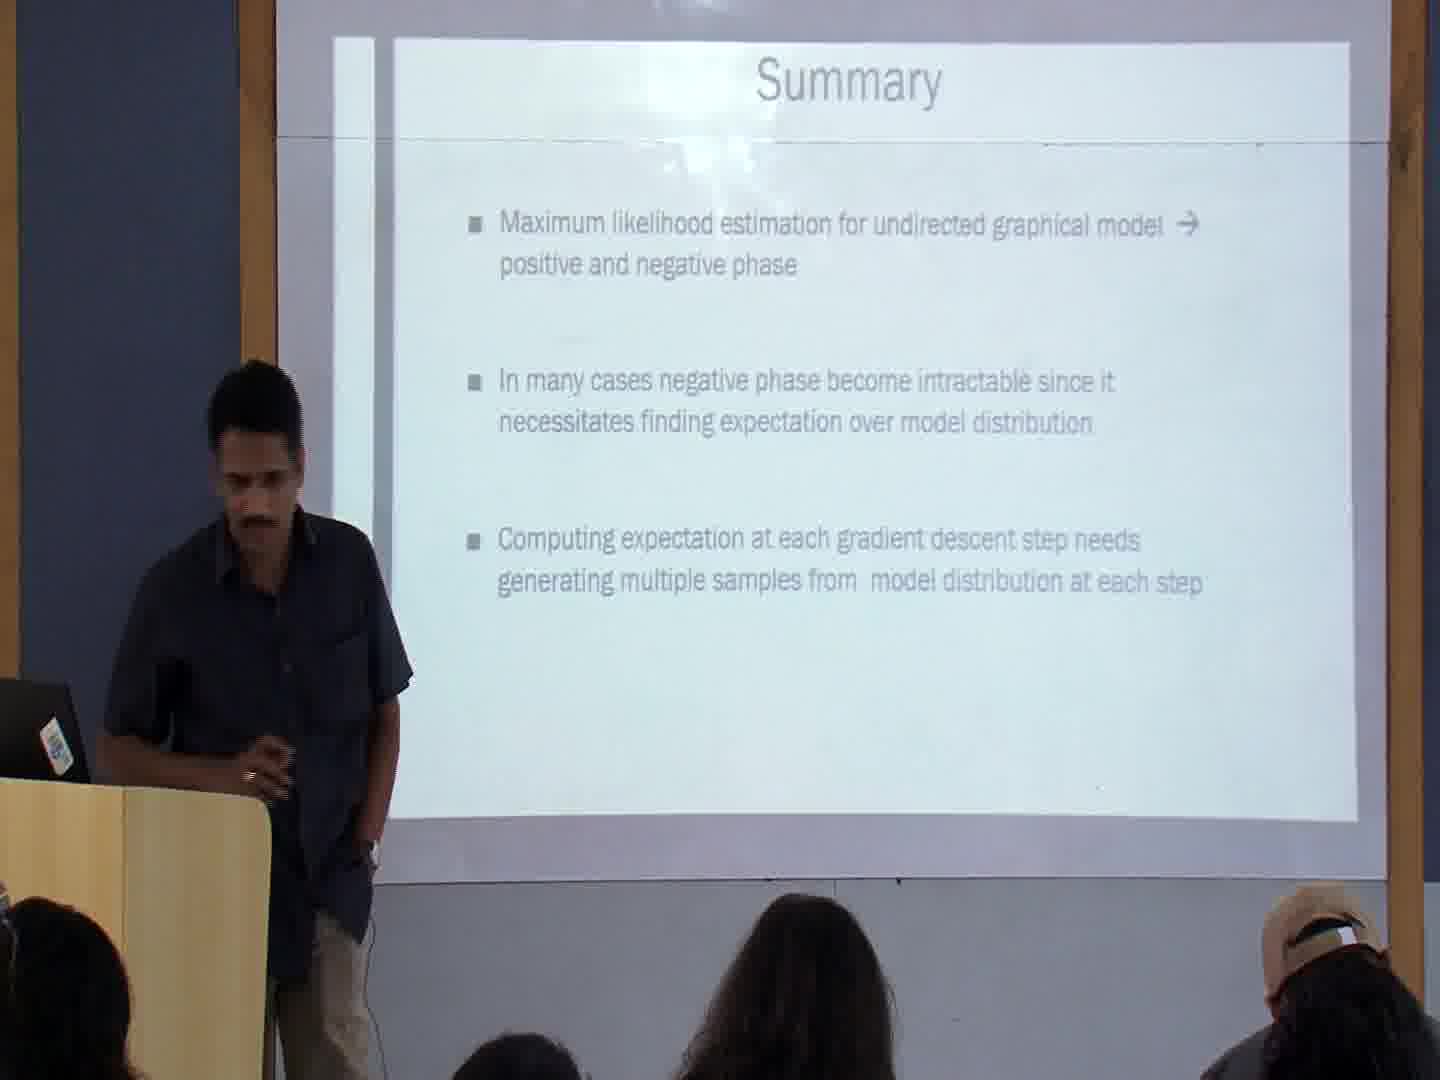 Summary
■ Maximum likelihood estimation for undirected graphical model →
positive and negative phase
■ In many cases negative phase become intractable since it
necessitates finding expectation over model distribution
■ Computing expectation at each gradient descent step needs
generating multiple samples from model distribution at each step